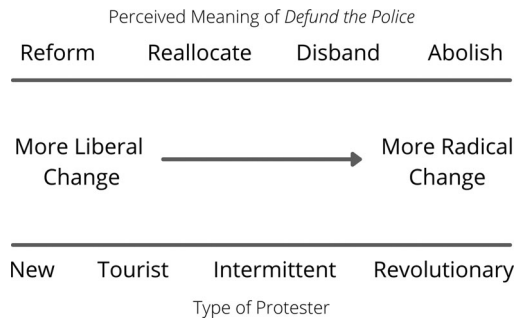 Perceived Meaning of Defund the Police
Reform Reallocate Disband Abolish
More Liberal Change
More Radical Change
New Tourist Intermittent Revolutionary
Type of Protester